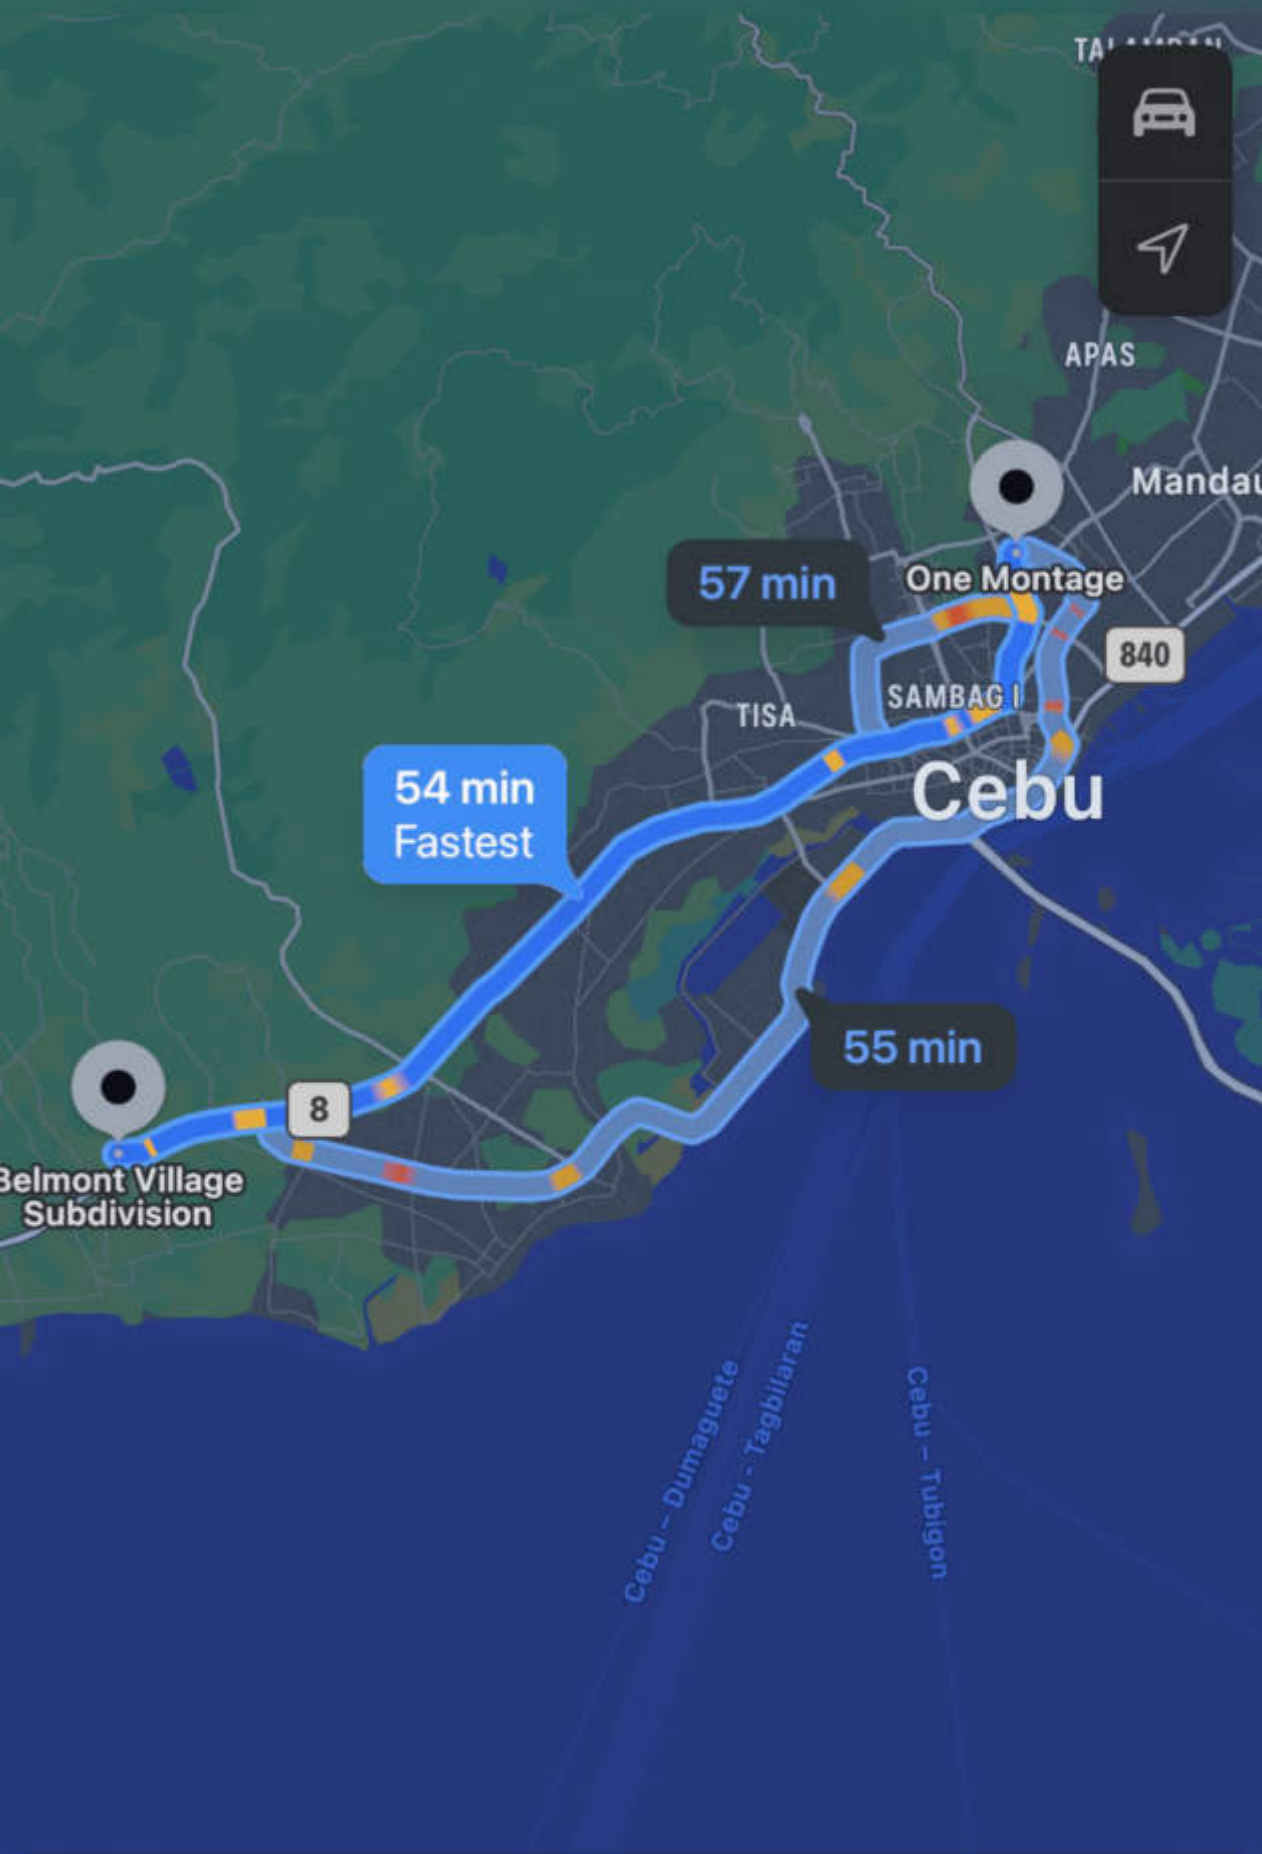 TALAMBAN
APAS
Mandau
57 min
One Montage
840
SAMBAG I
TISA
54 min
Fastest
Cebu
55 min
8
Belmont Village
Subdivision
Cebu – Dumaguete
Cebu - Tagbilaran
Cebu – Tubigon